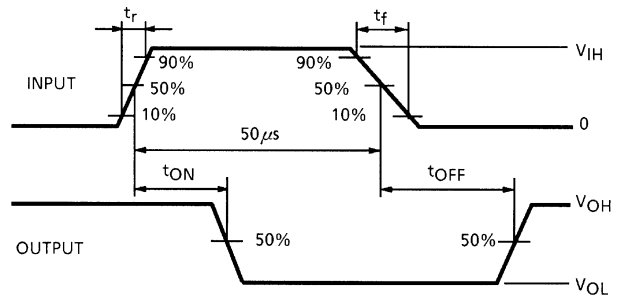 tr
tf
90%
90%
VIH
INPUT
50%
50%
10%
10%
0
50μs
tON
tOFF
VOH
50%
50%
OUTPUT
VOL